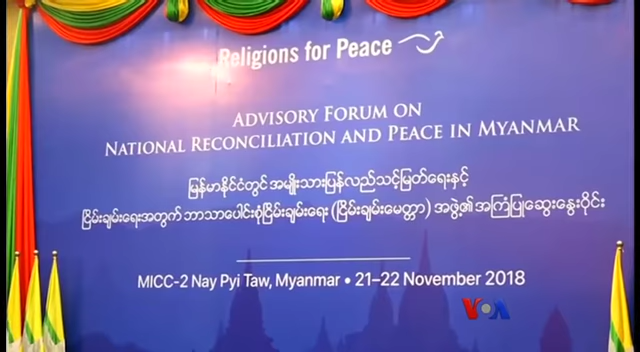 Religions for Peace
ADVISORY FORUM ON
NATIONAL RECONCILIATION AND PEACE IN MYANMAR
မြန်မာနိုင်ငံတွင် အမျိုးသားပြန်လည်သင့်မြတ်ရေးနှင့်
ငြိမ်းချမ်းရေးအတွက် ဘာသာပေါင်းစုံငြိမ်းချမ်းရေး (ငြိမ်းချမ်းမေတ္တာ) အဖွဲ့၏ အကြံပြုဆွေးနွေးဝိုင်း
MICC-2 Nay Pyi Taw, Myanmar • 21–22 November 2018
VOA